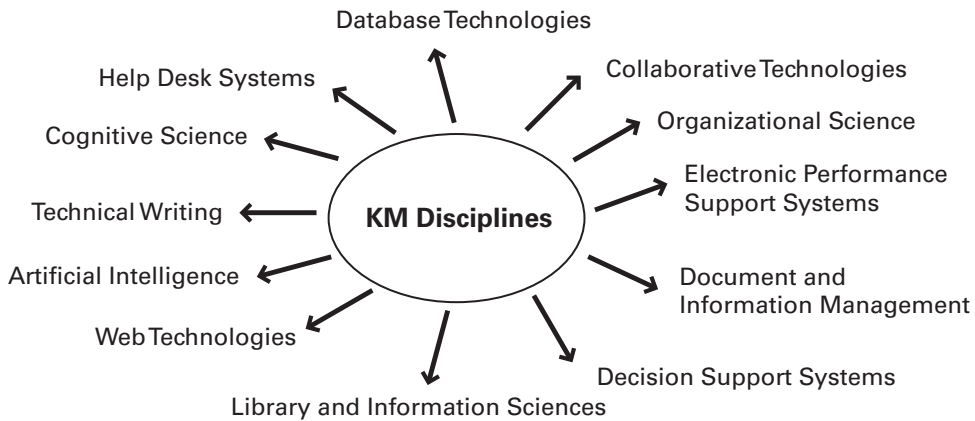 Database Technologies
Help Desk Systems
Collaborative Technologies
Cognitive Science
Organizational Science
Electronic Performance
Support Systems
Technical Writing
KM Disciplines
Artificial Intelligence
Document and
Information Management
Web Technologies
Decision Support Systems
Library and Information Sciences